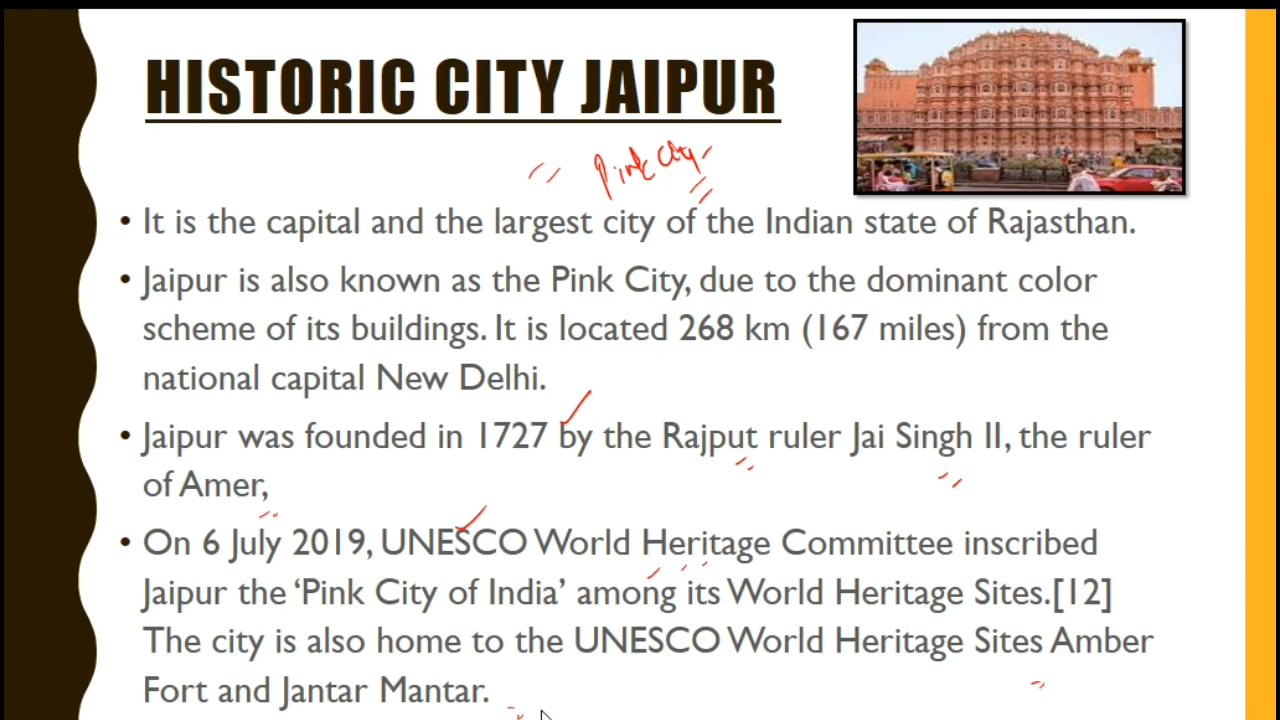 HISTORIC CITY JAIPUR
Pink City
• It is the capital and the largest city of the Indian state of Rajasthan.
• Jaipur is also known as the Pink City, due to the dominant color
scheme of its buildings. It is located 268 km (167 miles) from the
national capital New Delhi.
• Jaipur was founded in 1727 by the Rajput ruler Jai Singh II, the ruler
of Amer,
• On 6 July 2019, UNESCO World Heritage Committee inscribed
Jaipur the ‘Pink City of India’ among its World Heritage Sites.[12]
The city is also home to the UNESCO World Heritage Sites Amber
Fort and Jantar Mantar.